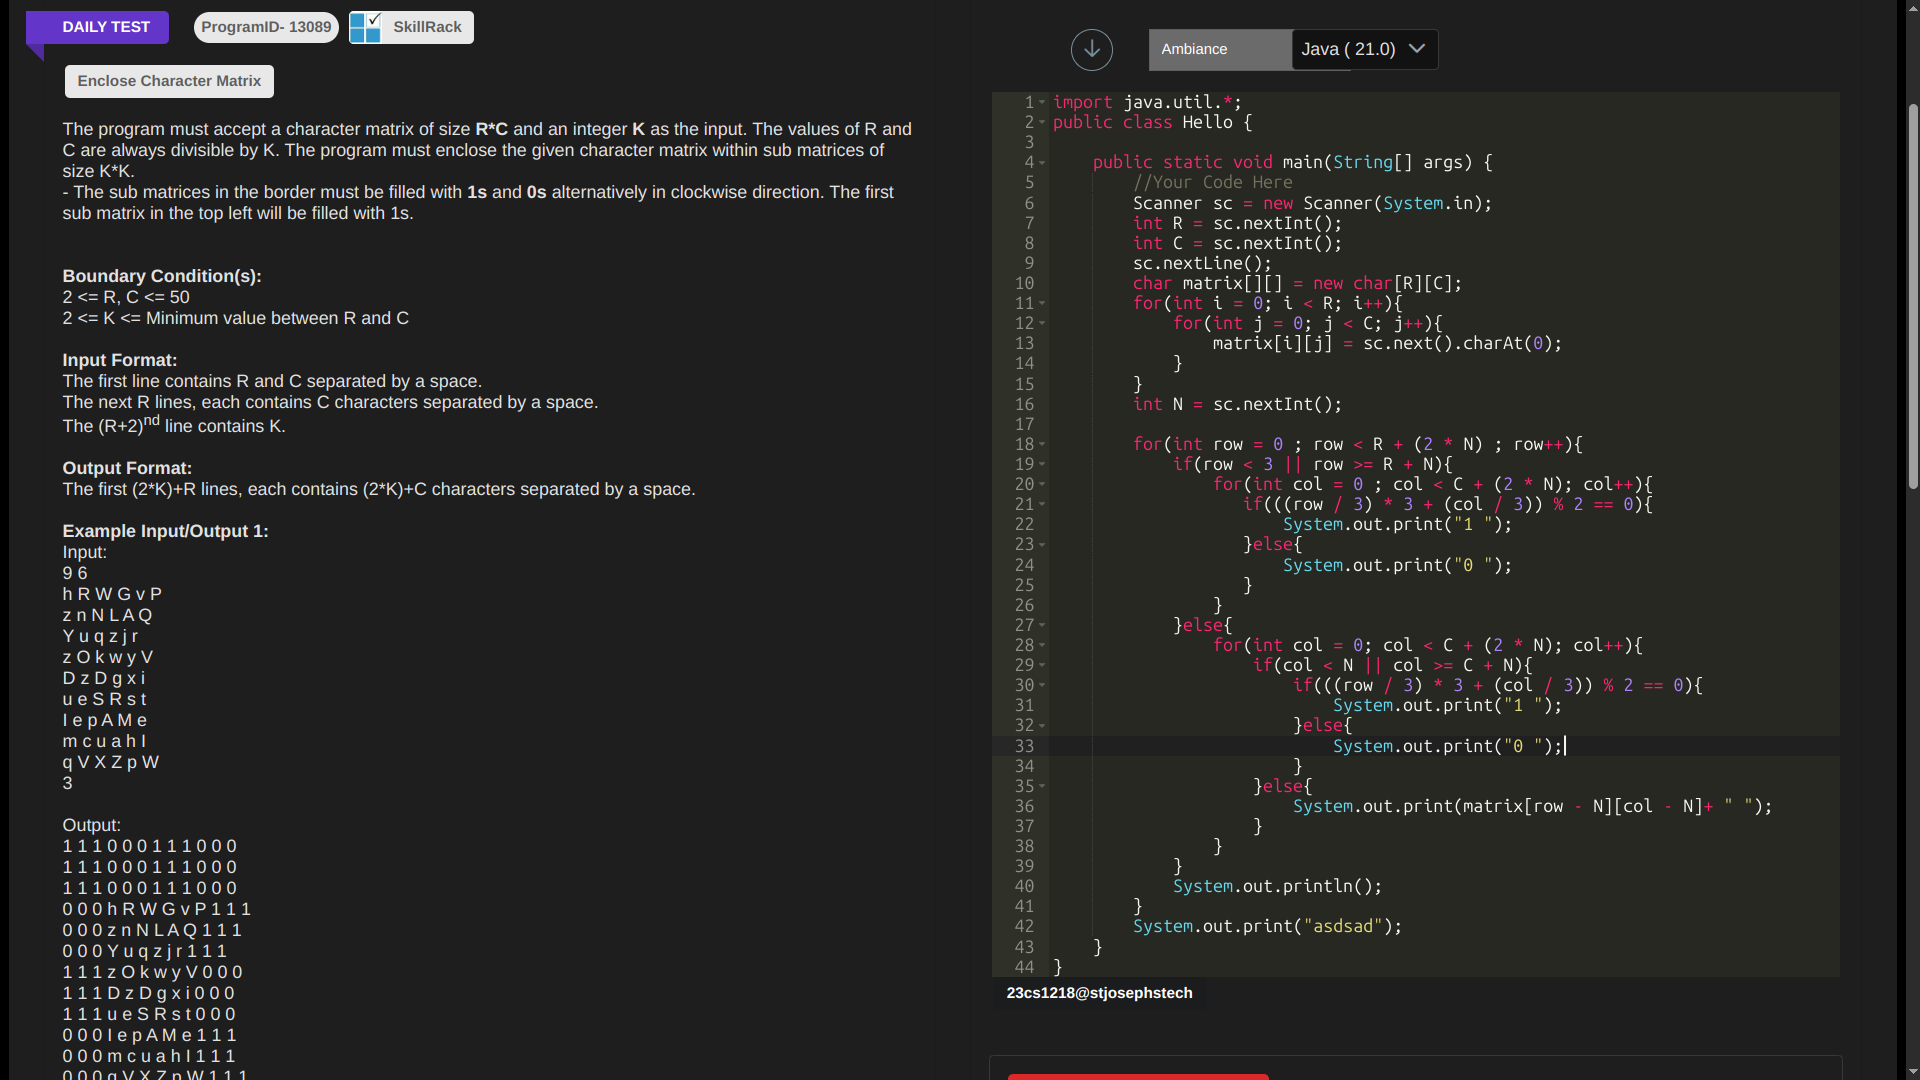 DAILY TEST
ProgramID- 13089
SkillRack
Enclose Character Matrix
The program must accept a character matrix of size R*C and an integer K as the input. The values of R and
C are always divisible by K. The program must enclose the given character matrix within sub matrices of
size K*K.
- The sub matrices in the border must be filled with 1s and 0s alternatively in clockwise direction. The first
sub matrix in the top left will be filled with 1s.
Boundary Condition(s):
2 <= R, C <= 50
2 <= K <= Minimum value between R and C
Input Format:
The first line contains R and C separated by a space.
The next R lines, each contains C characters separated by a space.
The (R+2)nd line contains K.
Output Format:
The first (2*K)+R lines, each contains (2*K)+C characters separated by a space.
Example Input/Output 1:
Input:
9 6
h R W G v P
z n N L A Q
Y u q z j r
z O k w y V
D z D g x i
u e S R s t
I e p A M e
m c u a h I
q V X Z p W
3
Output:
1 1 1 0 0 0 1 1 1 0 0 0
1 1 1 0 0 0 1 1 1 0 0 0
1 1 1 0 0 0 1 1 1 0 0 0
0 0 0 h R W G v P 1 1 1
0 0 0 z n N L A Q 1 1 1
0 0 0 Y u q z j r 1 1 1
1 1 1 z O k w y V 0 0 0
1 1 1 D z D g x i 0 0 0
1 1 1 u e S R s t 0 0 0
0 0 0 I e p A M e 1 1 1
0 0 0 m c u a h I 1 1 1
0 0 0 q V X Z p W 1 1 1
Ambiance
Java ( 21.0)
1 import java.util.*;
2 public class Hello {
3
4 public static void main(String[] args) {
5 //Your Code Here
6 Scanner sc = new Scanner(System.in);
7 int R = sc.nextInt();
8 int C = sc.nextInt();
9 sc.nextLine();
10 char matrix[][] = new char[R][C];
11 for(int i = 0; i < R; i++){
12 for(int j = 0; j < C; j++){
13 matrix[i][j] = sc.next().charAt(0);
14 }
15 }
16 int N = sc.nextInt();
17
18 for(int row = 0 ; row < R + (2 * N) ; row++){
19 if(row < 3 || row >= R + N){
20 for(int col = 0 ; col < C + (2 * N); col++){
21 if(((row / 3) * 3 + (col / 3)) % 2 == 0){
22 System.out.print("1 ");
23 }else{
24 System.out.print("0 ");
25 }
26 }
27 }else{
28 for(int col = 0; col < C + (2 * N); col++){
29 if(col < N || col >= C + N){
30 if(((row / 3) * 3 + (col / 3)) % 2 == 0){
31 System.out.print("1 ");
32 }else{
33 System.out.print("0 ");
34 }
35 }else{
36 System.out.print(matrix[row - N][col - N]+ " ");
37 }
38 }
39 }
40 System.out.println();
41 }
42 System.out.print("asdsad");
43 }
44 }
23cs1218@stjosephstech